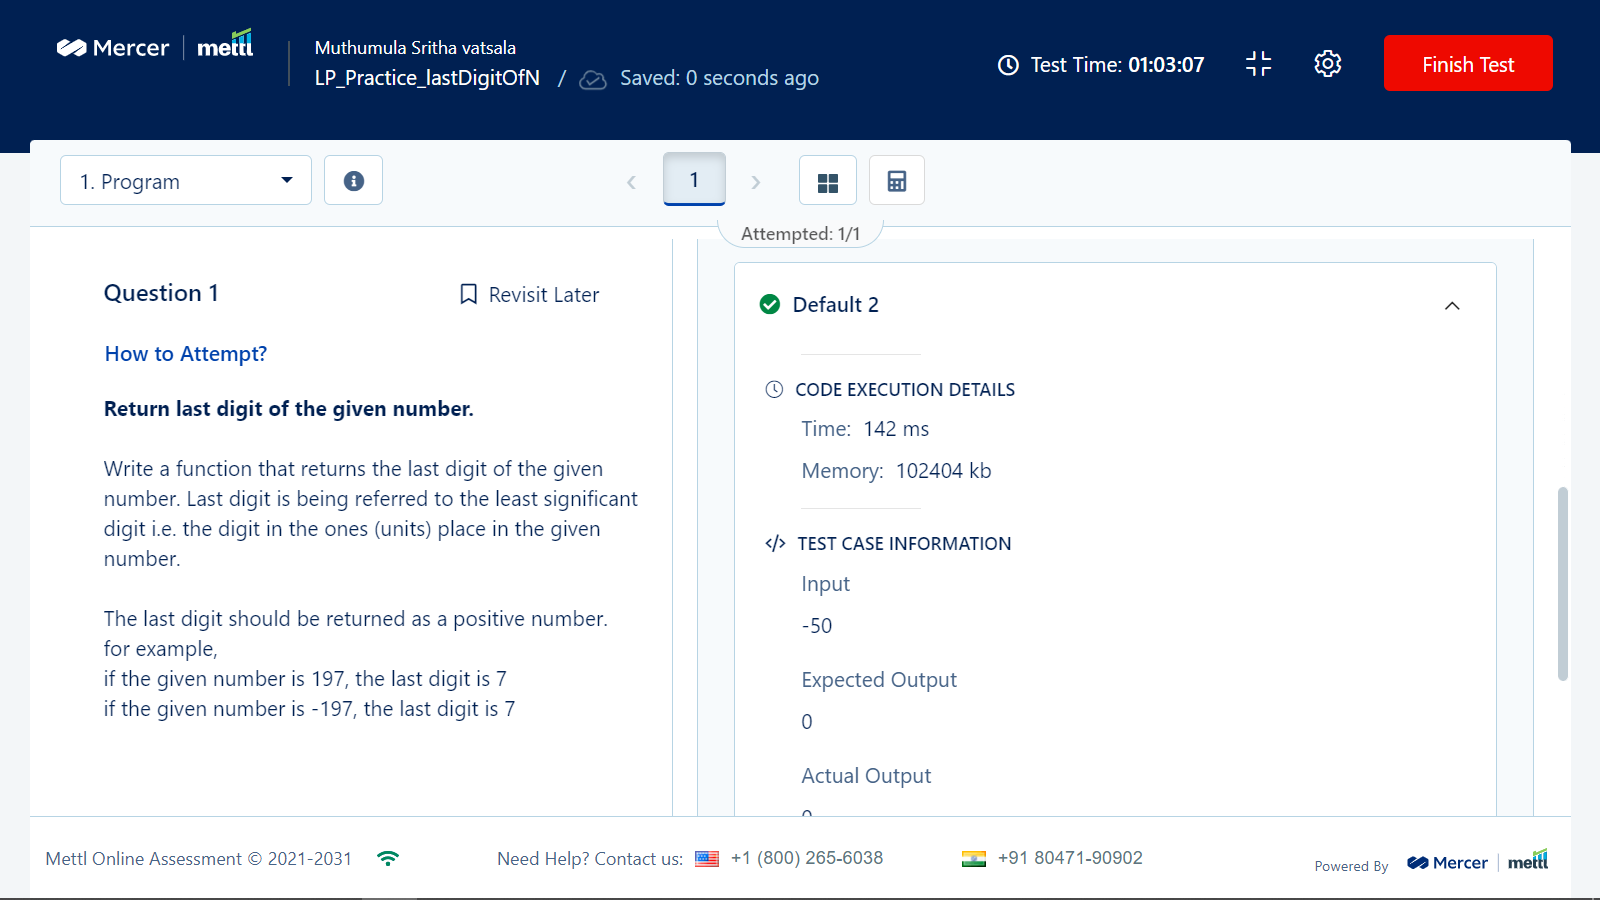 Mercer | mettl
Muthumula Sritha vatsala
LP_Practice_lastDigitOfN / Saved: 0 seconds ago
Test Time: 01:03:07
Finish Test
1. Program
1
Attempted: 1/1
Question 1
Revisit Later
How to Attempt?
Return last digit of the given number.
Write a function that returns the last digit of the given
number. Last digit is being referred to the least significant
digit i.e. the digit in the ones (units) place in the given
number.
The last digit should be returned as a positive number.
for example,
if the given number is 197, the last digit is 7
if the given number is -197, the last digit is 7
Default 2
CODE EXECUTION DETAILS
Time: 142 ms
Memory: 102404 kb
</> TEST CASE INFORMATION
Input
-50
Expected Output
0
Actual Output
0
Mettl Online Assessment © 2021-2031
Need Help? Contact us: +1 (800) 265-6038
+91 80471-90902
Powered By Mercer | mettl